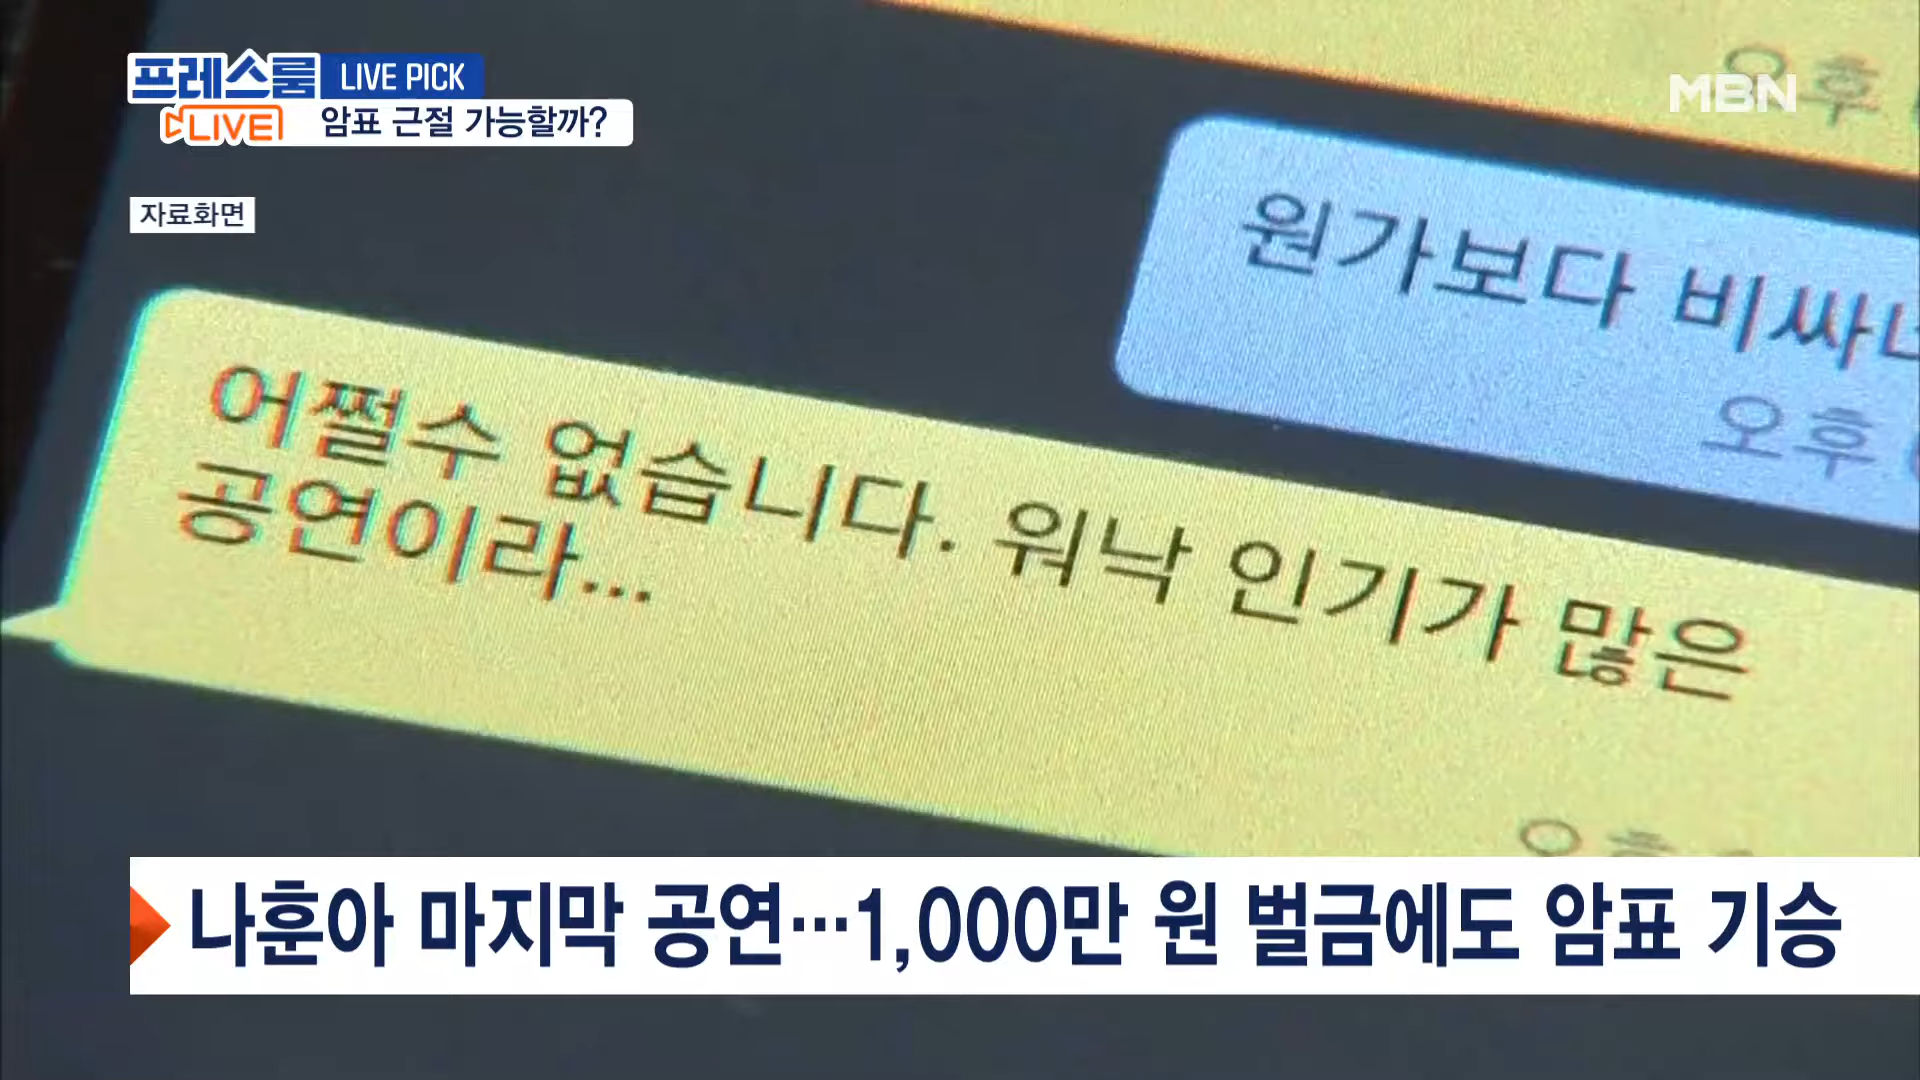 프레스룸 LIVE PICK
LIVE 암표 근절 가능할까?
MBN
자료화면
오후
원가보다
오후
어쩔수 없습니다. 워낙 인기가 많은
공연이라...
나훈아 마지막 공연…1,000만 원 벌금에도 암표 기승